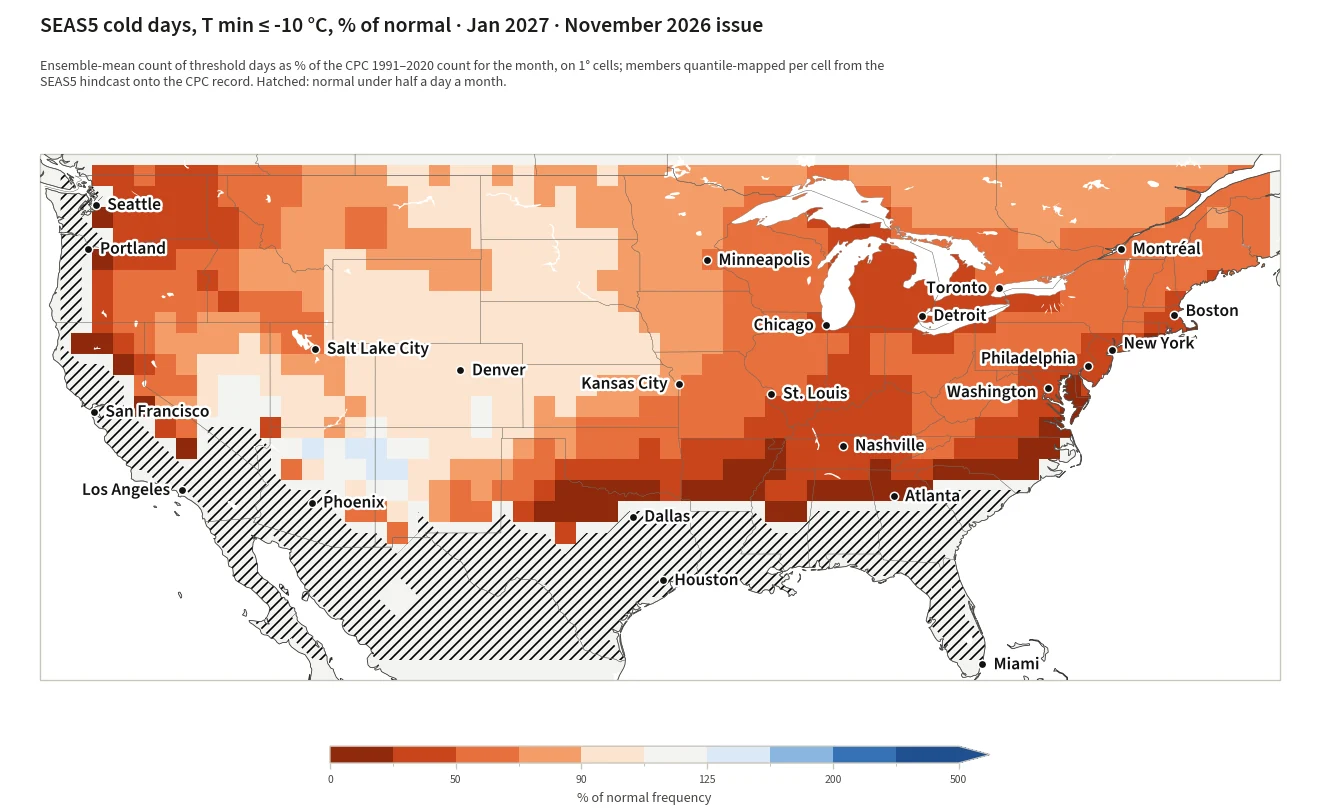 SEAS5 cold days, T min ≤ -10 °C, % of normal · Jan 2027 · November 2026 issue
Ensemble-mean count of threshold days as % of the CPC 1991–2020 count for the month, on 1° cells; members quantile-mapped per cell from the
SEAS5 hindcast onto the CPC record. Hatched: normal under half a day a month.
Seattle
Portland
Montréal
Minneapolis
Toronto
Boston
Detroit
Chicago
New York
Salt Lake City
Philadelphia
Denver
Kansas City
Washington
St. Louis
San Francisco
Nashville
Los Angeles
Atlanta
Phoenix
Dallas
Houston
Miami
0 50 90 125 200 500
% of normal frequency